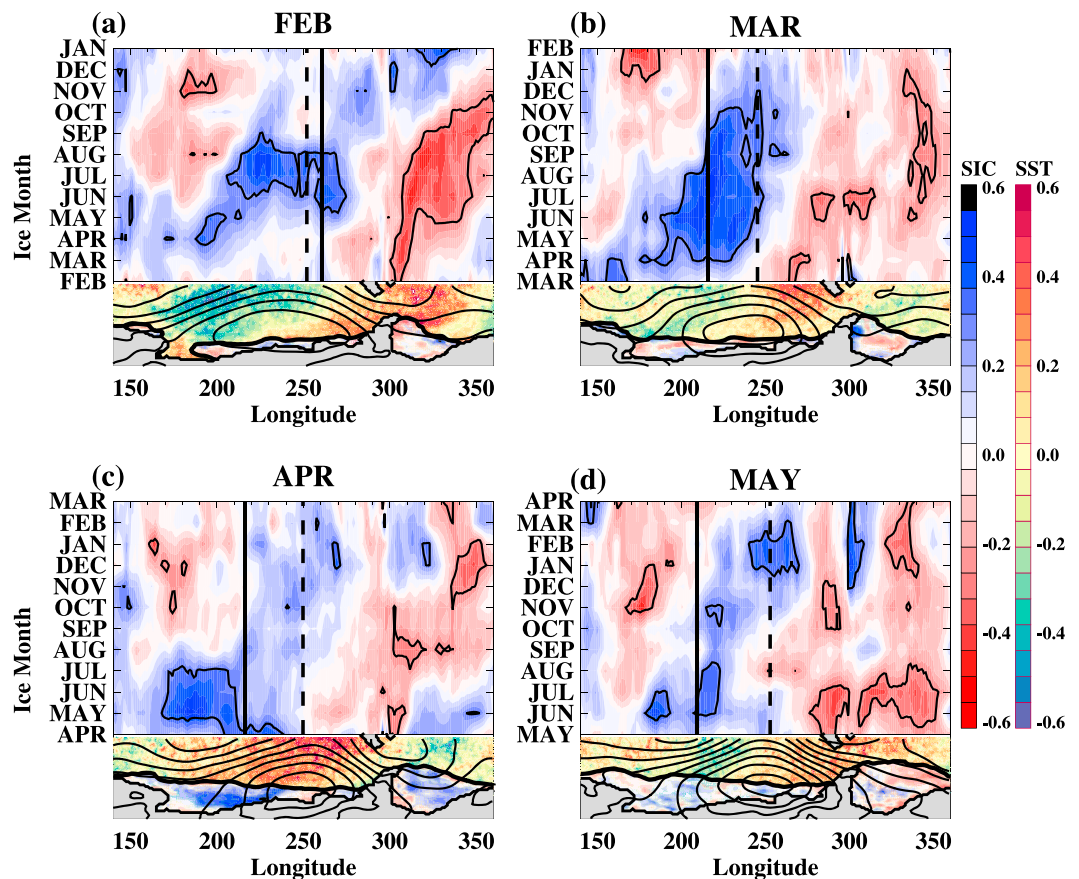 (a)
FEB
(b)
MAR
JAN
DEC
NOV
OCT
SEP
AUG
JUL
JUN
MAY
APR
MAR
FEB
Ice Month
FEB
JAN
DEC
NOV
OCT
SEP
AUG
JUL
JUN
MAY
APR
MAR
150 200 250 300 350
Longitude
150 200 250 300 350
Longitude
SIC SST
0.6 0.6
0.4 0.4
0.2 0.2
0.0 0.0
-0.2 -0.2
-0.4 -0.4
-0.6 -0.6
(c)
APR
(d)
MAY
MAR
FEB
JAN
DEC
NOV
OCT
SEP
AUG
JUL
JUN
MAY
APR
Ice Month
APR
MAR
FEB
JAN
DEC
NOV
OCT
SEP
AUG
JUL
JUN
MAY
150 200 250 300 350
Longitude
150 200 250 300 350
Longitude